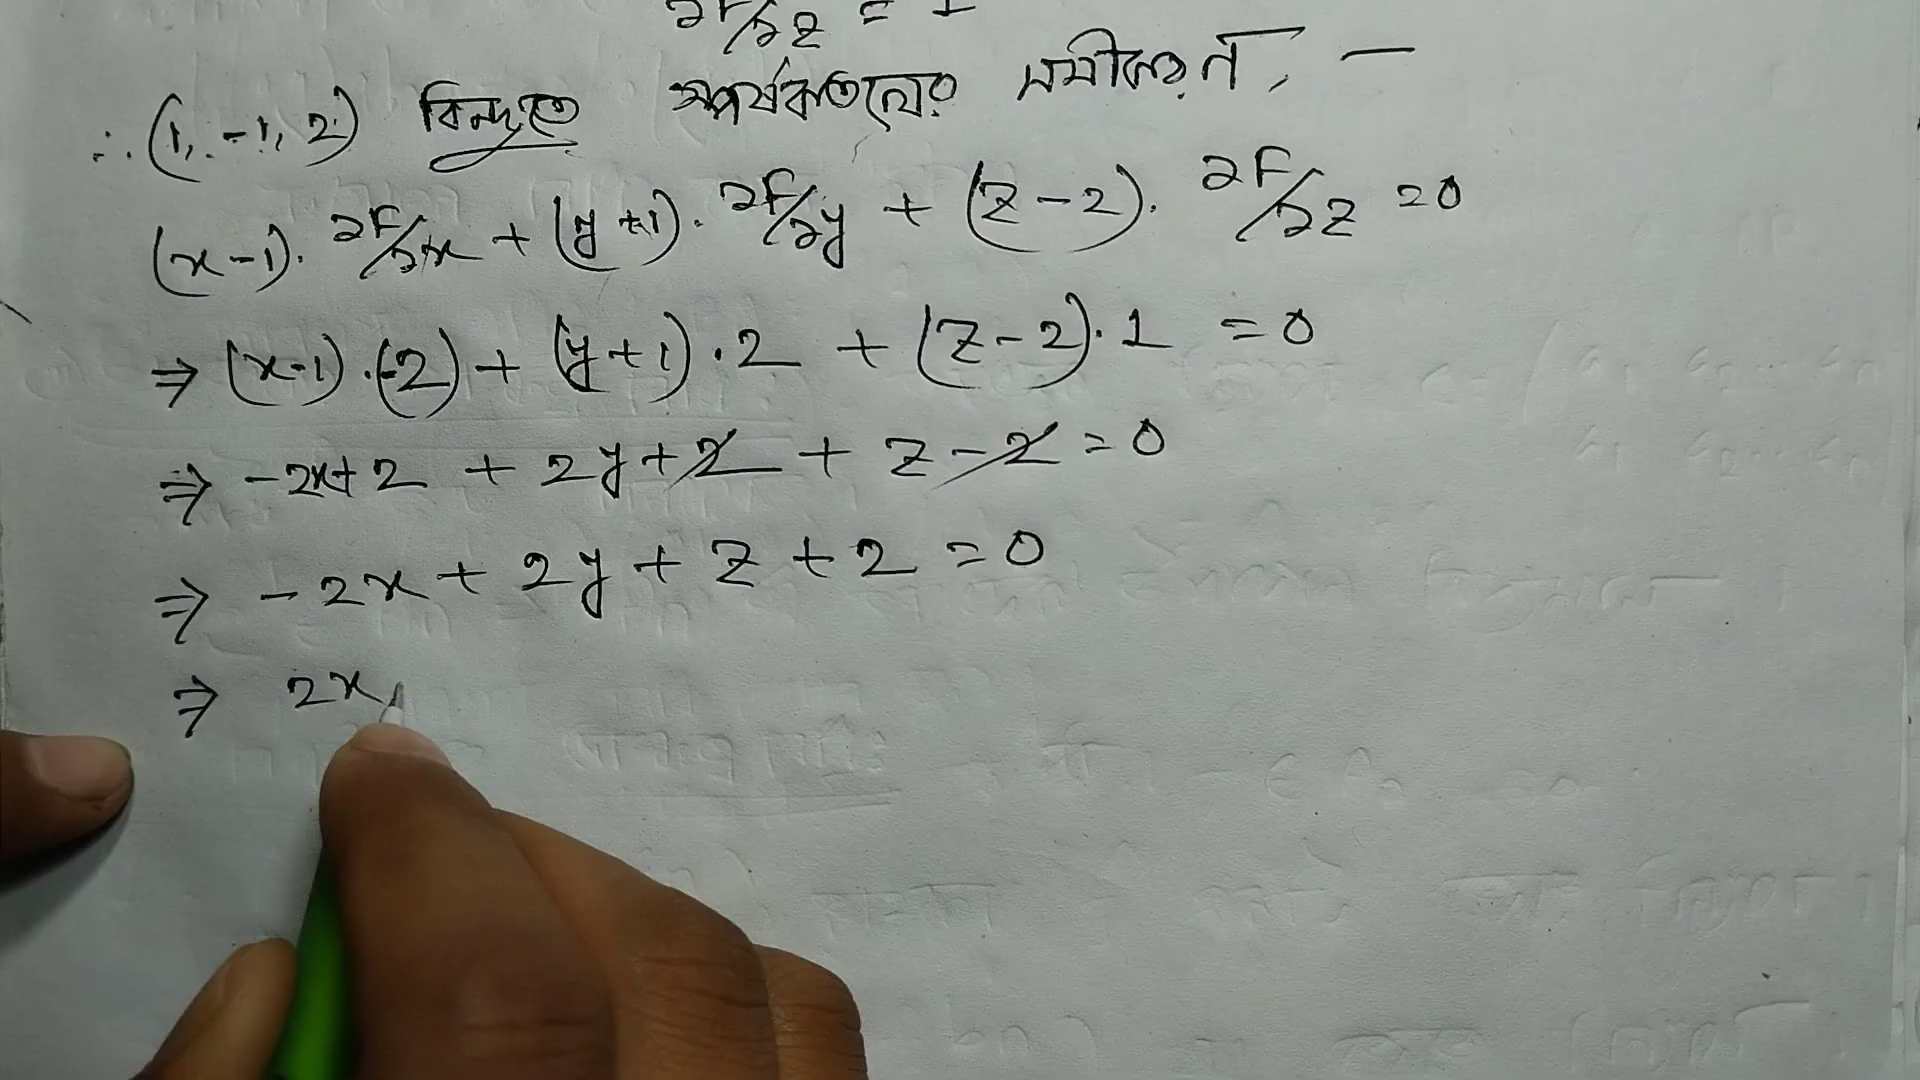 ∂F/∂z = 1
∴ (1, -1, 2) বিন্দুতে স্পর্শকতলের সমীকরণ, —
(x-1). ∂F/∂x + (y+1). ∂F/∂y + (z-2). ∂F/∂z = 0
⇒ (x-1).(-2) + (y+1).2 + (z-2).1 = 0
⇒ -2x+2 + 2y+2 + z-2 = 0
⇒ -2x + 2y + z + 2 = 0
⇒ 2x